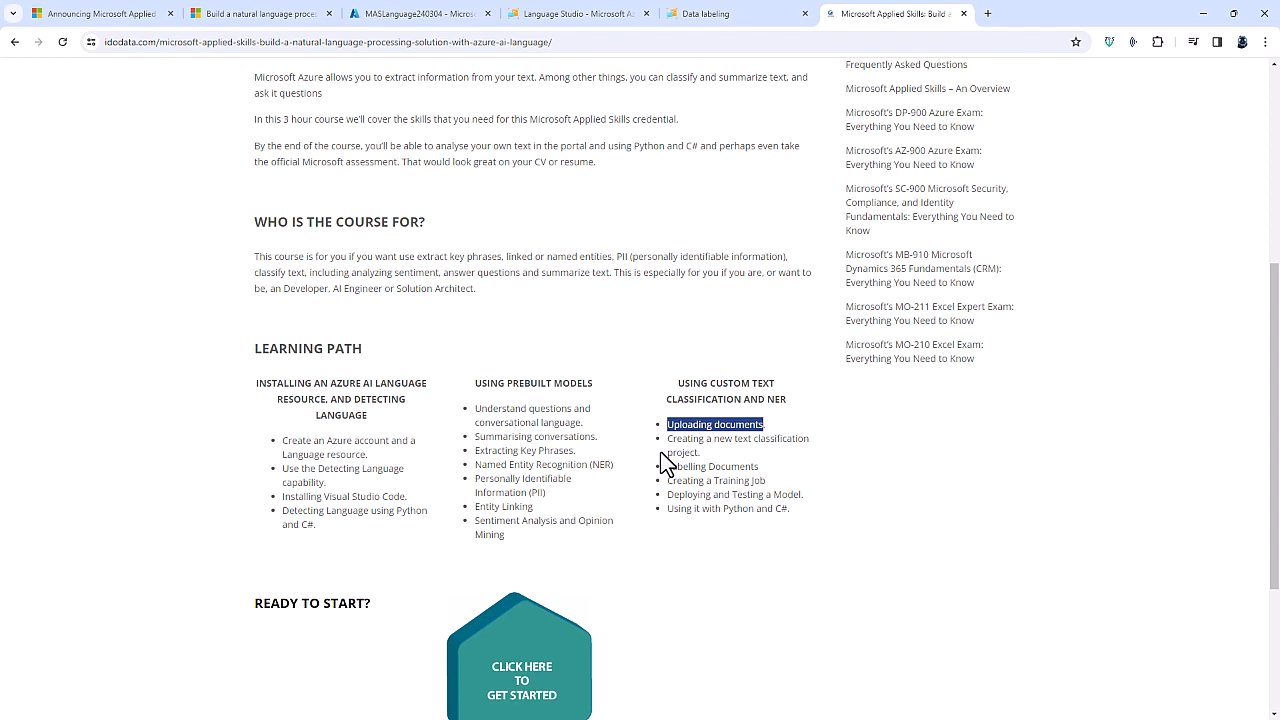 Announcing Microsoft Applied
Build a natural language proces
MASLanguage240301 - Micros
Language Studio - Microsoft Az
Data labeling
Microsoft Applied Skills: Build a
idodata.com/microsoft-applied-skills-build-a-natural-language-processing-solution-with-azure-ai-language/
Microsoft Azure allows you to extract information from your text. Among other things, you can classify and summarize text, and
ask it questions
In this 3 hour course we'll cover the skills that you need for this Microsoft Applied Skills credential.
By the end of the course, you'll be able to analyse your own text in the portal and using Python and C# and perhaps even take
the official Microsoft assessment. That would look great on your CV or resume.
WHO IS THE COURSE FOR?
This course is for you if you want use extract key phrases, linked or named entities, PII (personally identifiable information),
classify text, including analyzing sentiment, answer questions and summarize text. This is especially for you if you are, or want to
be, an Developer, AI Engineer or Solution Architect.
LEARNING PATH
INSTALLING AN AZURE AI LANGUAGE
RESOURCE, AND DETECTING
LANGUAGE
Create an Azure account and a
Language resource.
Use the Detecting Language
capability.
Installing Visual Studio Code.
Detecting Language using Python
and C#.
USING PREBUILT MODELS
Understand questions and
conversational language.
Summarising conversations.
Extracting Key Phrases.
Named Entity Recognition (NER)
Personally Identifiable
Information (PII)
Entity Linking
Sentiment Analysis and Opinion
Mining
USING CUSTOM TEXT
CLASSIFICATION AND NER
Uploading documents.
Creating a new text classification
project.
belling Documents
Creating a Training Job
Deploying and Testing a Model.
Using it with Python and C#.
READY TO START?
CLICK HERE
TO
GET STARTED
Frequently Asked Questions
Microsoft Applied Skills – An Overview
Microsoft's DP-900 Azure Exam:
Everything You Need to Know
Microsoft's AZ-900 Azure Exam:
Everything You Need to Know
Microsoft's SC-900 Microsoft Security,
Compliance, and Identity
Fundamentals: Everything You Need to
Know
Microsoft's MB-910 Microsoft
Dynamics 365 Fundamentals (CRM):
Everything You Need to Know
Microsoft's MO-211 Excel Expert Exam:
Everything You Need to Know
Microsoft's MO-210 Excel Exam:
Everything You Need to Know